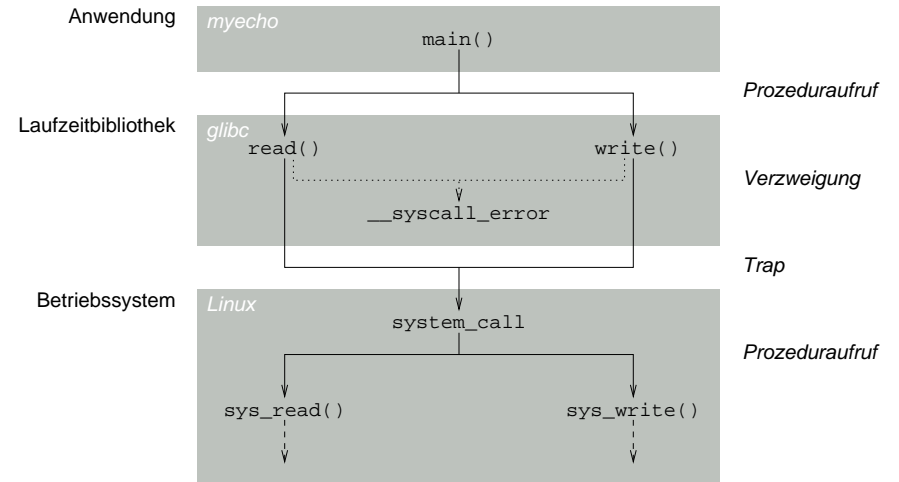 Anwendung
myecho
main()
Prozeduraufruf
Laufzeitbibliothek
glibc
read()
write()
Verzweigung
__syscall_error
Trap
Betriebssystem
Linux
system_call
Prozeduraufruf
sys_read()
sys_write()